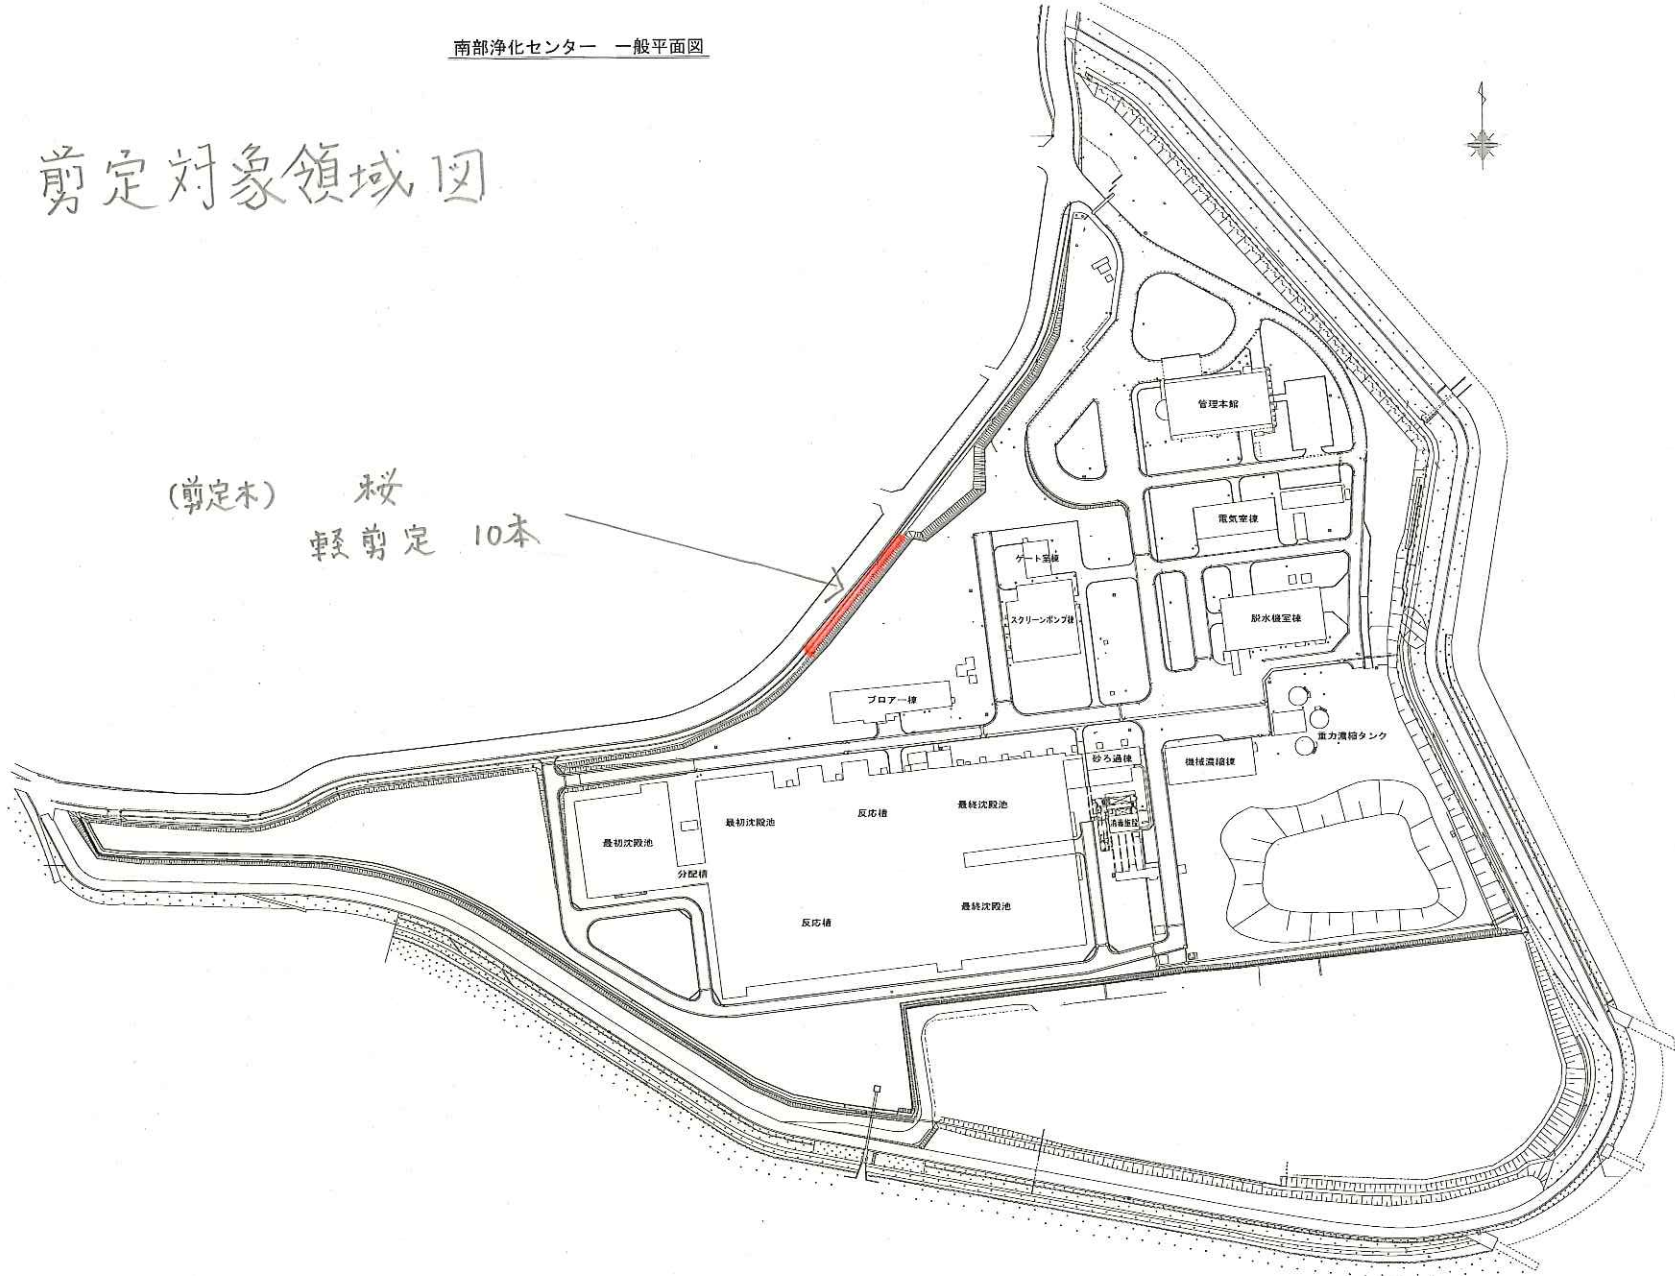 南部浄化センター 一般平面図
剪定対象領域図
(剪定木) 桜
軽剪定 10本
管理本館
電気室棟
ゲート室棟
スクリーンポンプ棟
脱水機室棟
ブロアー棟
重力濃縮タンク
砂ろ過棟
機械濃縮棟
最初沈殿池
反応槽
最終沈殿池
消毒施設
最初沈殿池
分配槽
反応槽
最終沈殿池